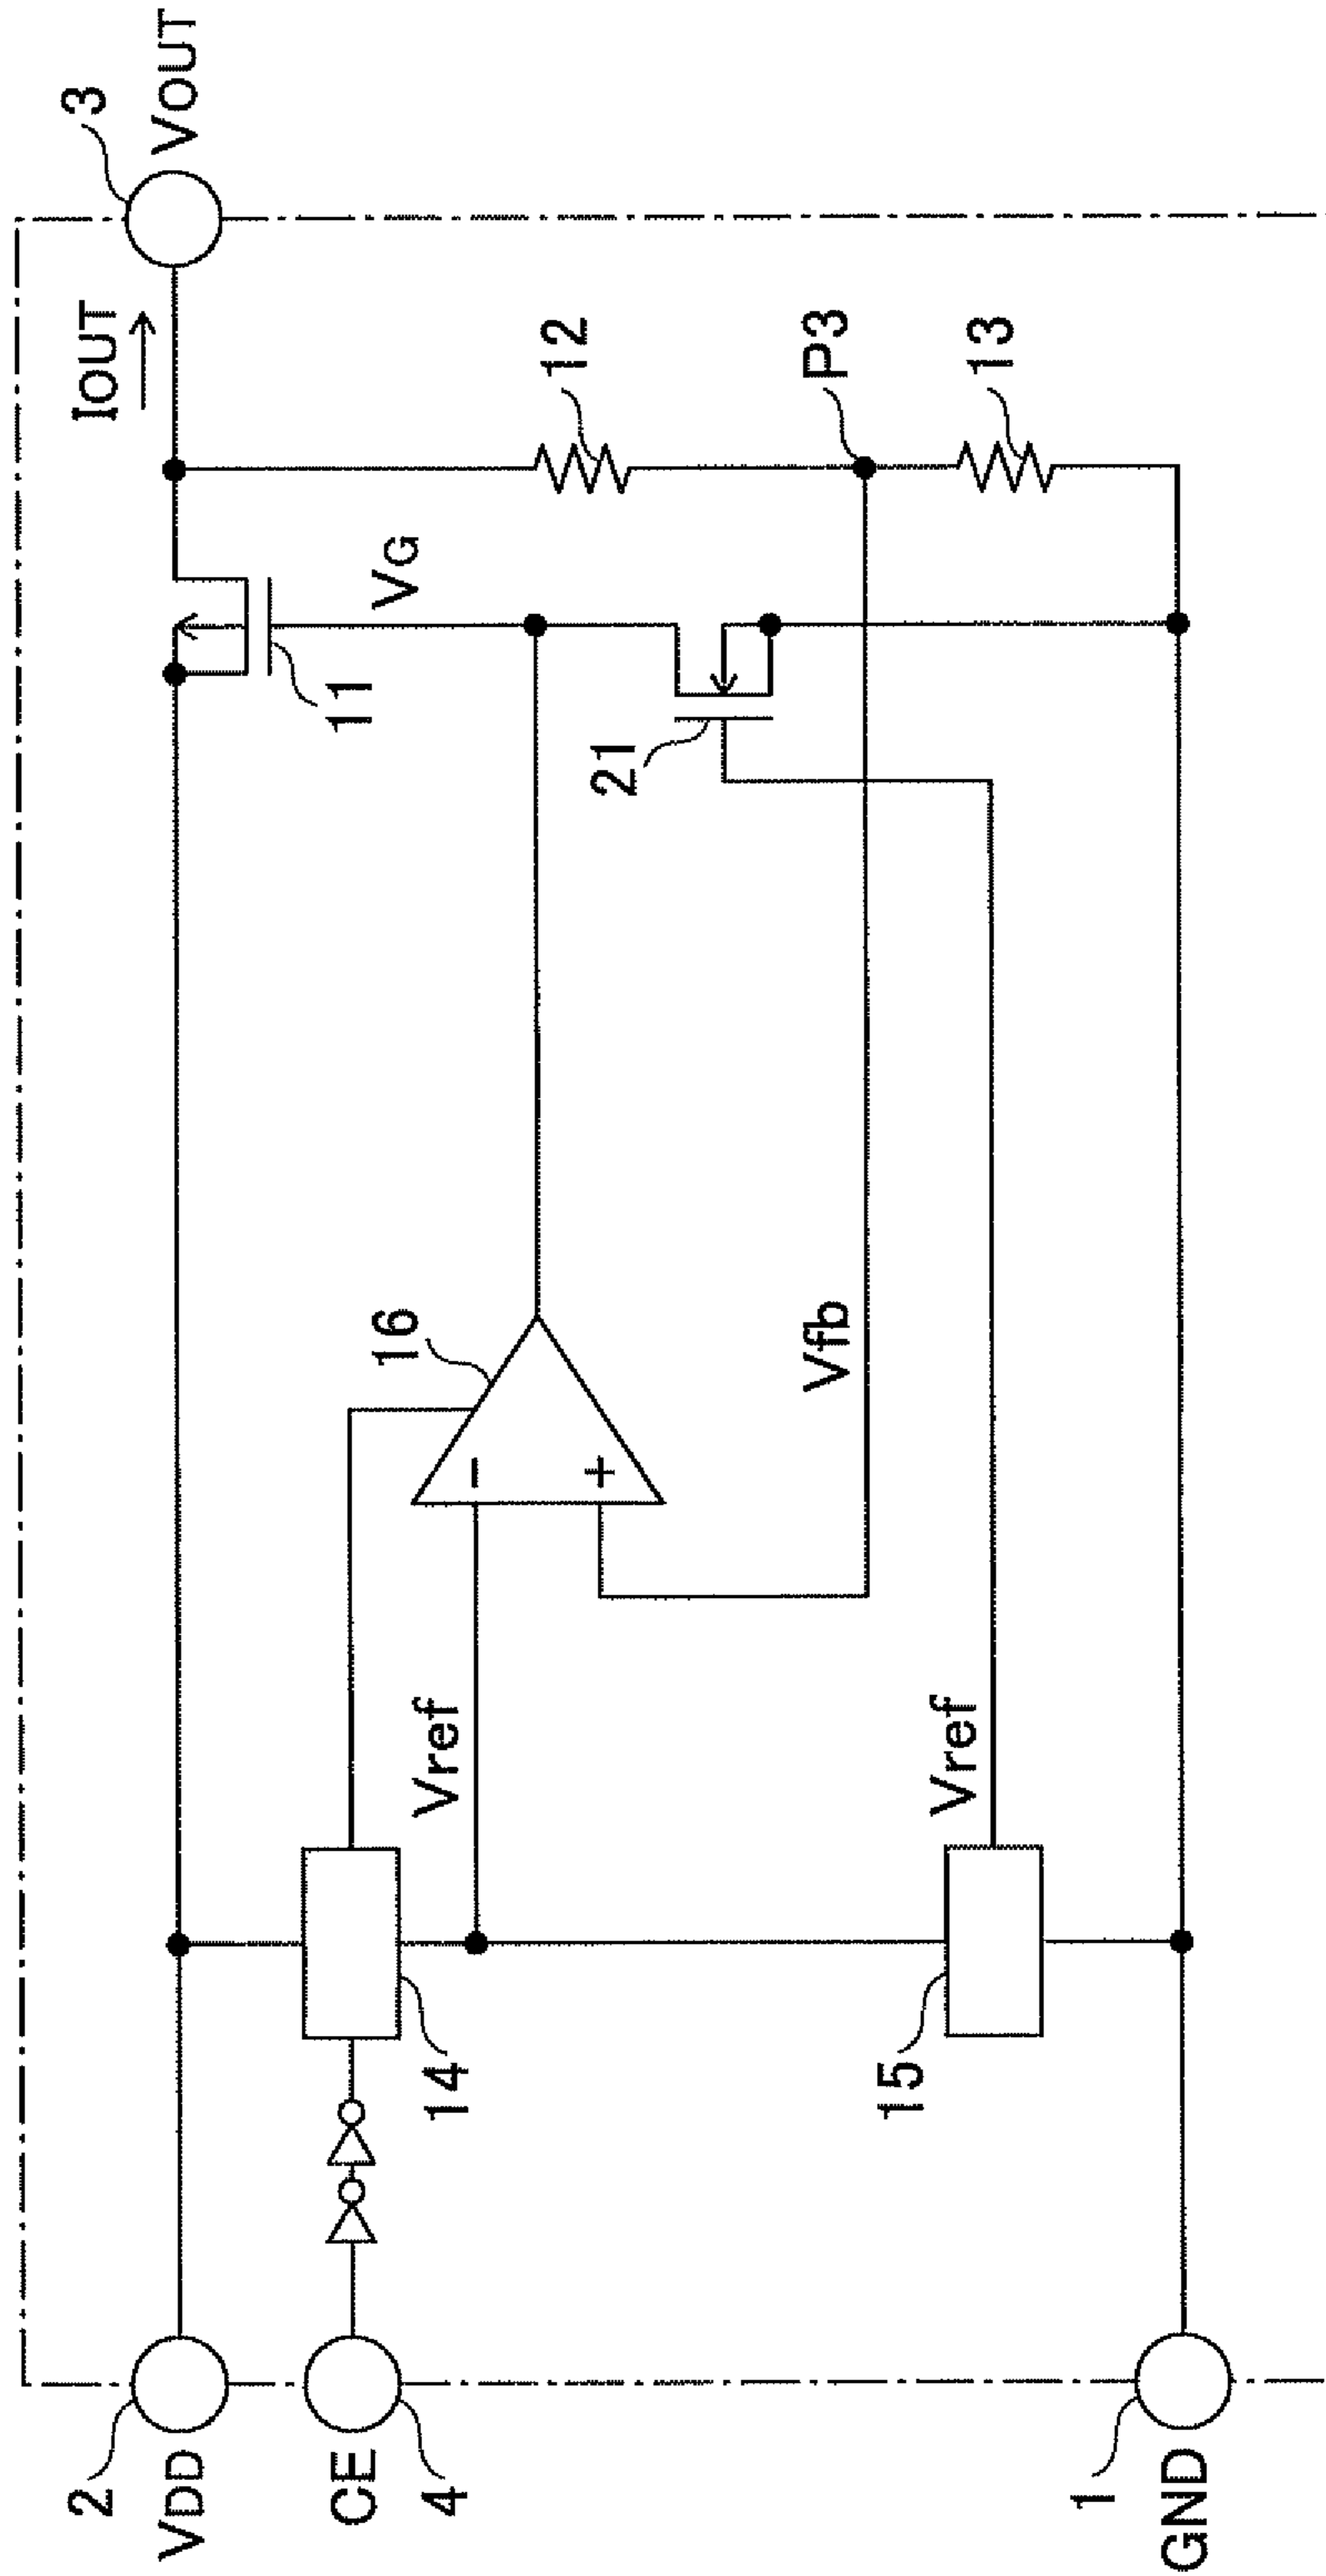 2
VDD
CE
4
1
GND
14
15
Vref
Vref
16
-
+
Vfb
21
11
VG
12
P3
13
IOUT
3
VOUT